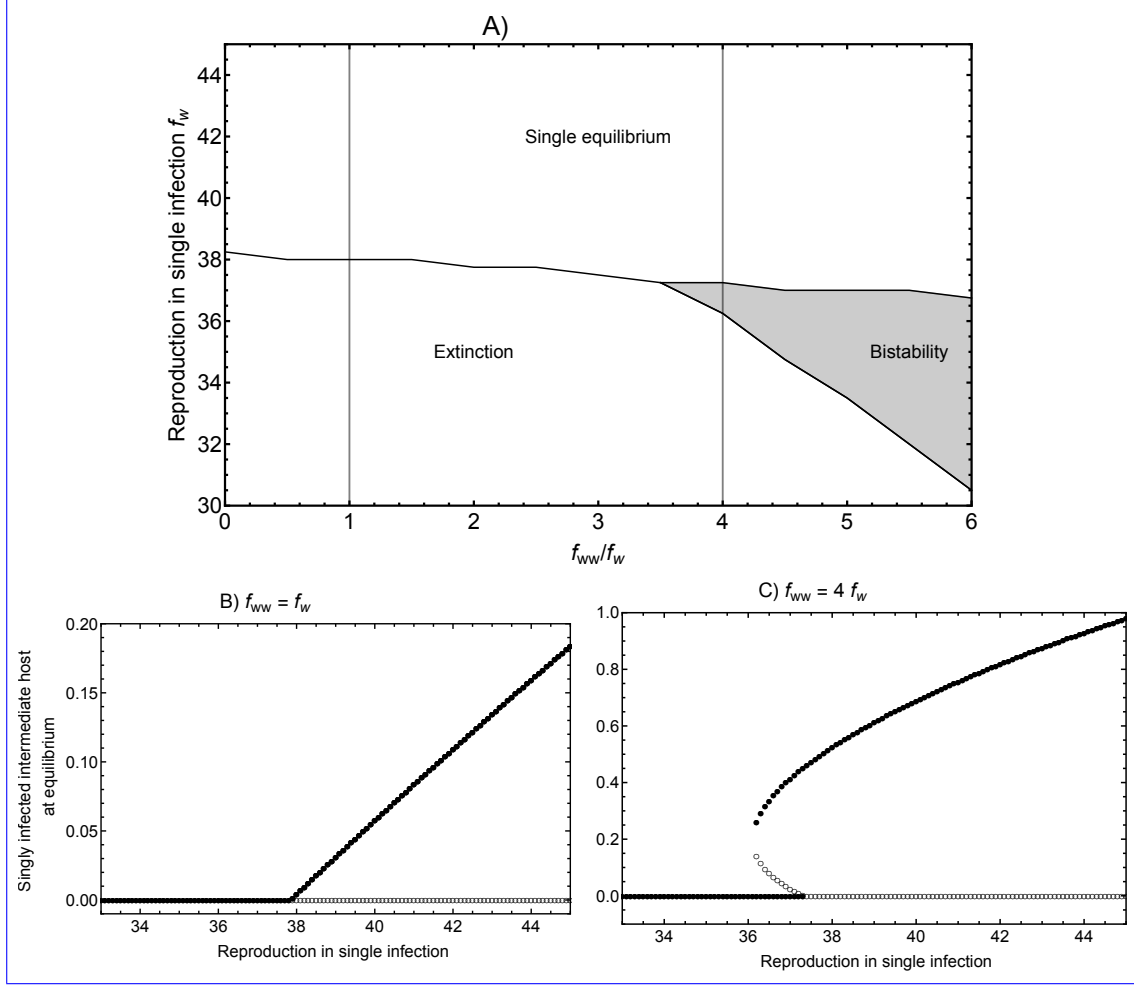 A)
Reproduction in single infection f_w
44
42
40
38
36
34
32
30
Single equilibrium
Extinction
Bistability
0 1 2 3 4 5 6
f_ww/f_w
B) f_ww = f_w
Singly infected intermediate host
at equilibrium
0.20
0.15
0.10
0.05
0.00
34 36 38 40 42 44
Reproduction in single infection
C) f_ww = 4 f_w
1.0
0.8
0.6
0.4
0.2
0.0
34 36 38 40 42 44
Reproduction in single infection